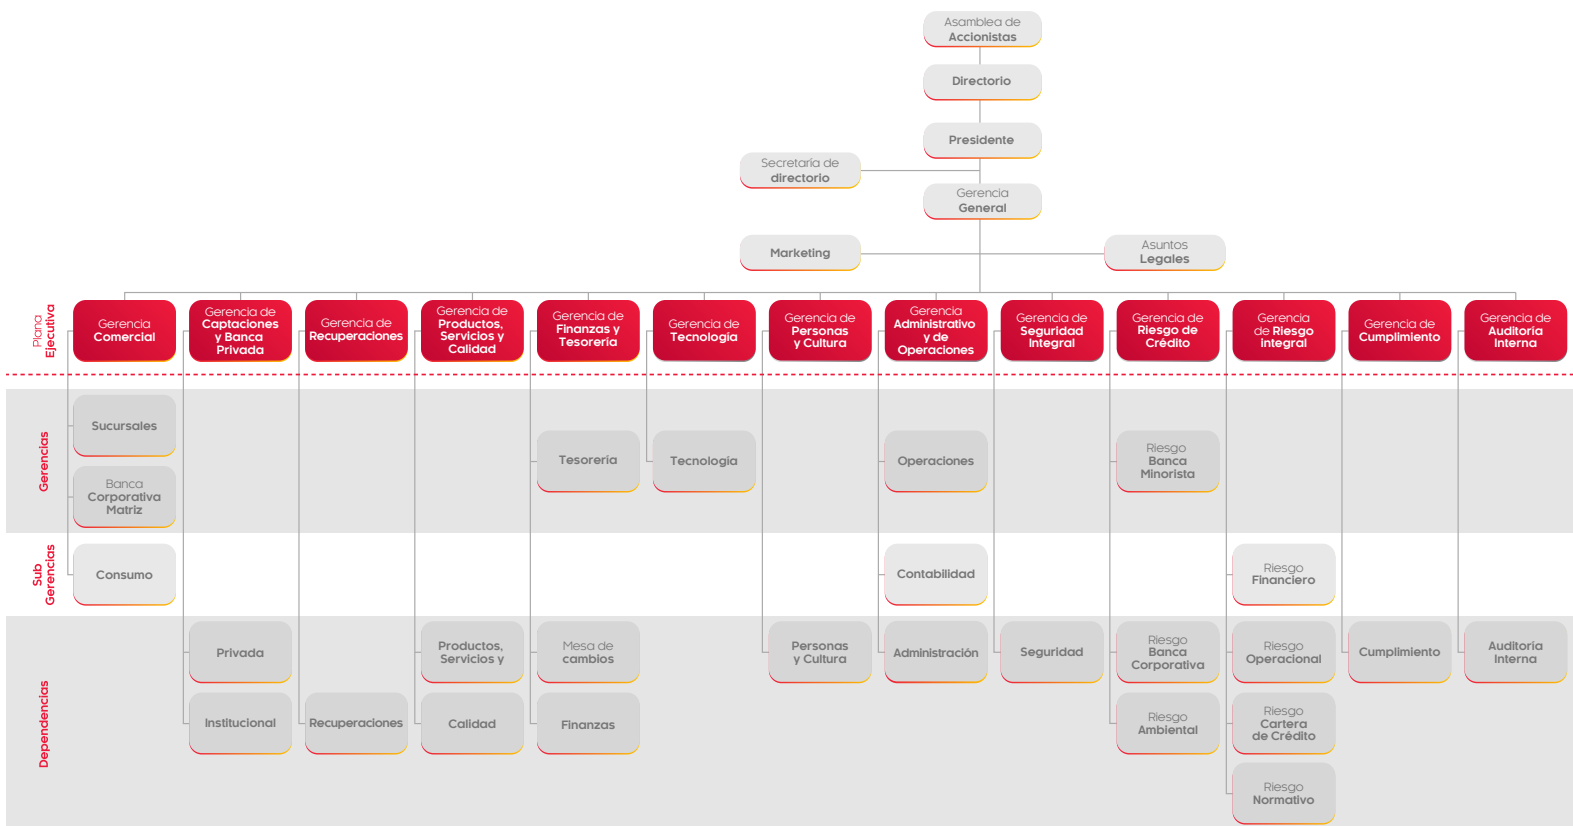 Asamblea de
Accionistas
Directorio
Presidente
Secretaría de
directorio
Gerencia
General
Marketing
Asuntos
Legales
Plana
Ejecutiva
Gerencia
Comercial
Gerencia de
Captaciones
y Banca
Privada
Gerencia de
Recuperaciones
Gerencia de
Productos,
Servicios y
Calidad
Gerencia de
Finanzas y
Tesorería
Gerencia de
Tecnología
Gerencia de
Personas
y Cultura
Gerencia
Administrativo
y de
Operaciones
Gerencia de
Seguridad
Integral
Gerencia de
Riesgo de
Crédito
Gerencia
de Riesgo
integral
Gerencia de
Cumplimiento
Gerencia de
Auditoría
Interna
Gerencias
Sucursales
Banca
Corporativa
Matriz
Tesorería
Tecnología
Operaciones
Riesgo
Banca
Minorista
Sub
Gerencias
Consumo
Contabilidad
Riesgo
Financiero
Dependencias
Privada
Productos,
Servicios y
Mesa de
cambios
Personas
y Cultura
Administración
Seguridad
Riesgo
Banca
Corporativa
Riesgo
Operacional
Cumplimiento
Auditoría
Interna
Institucional
Recuperaciones
Calidad
Finanzas
Riesgo
Ambiental
Riesgo
Cartera
de Crédito
Riesgo
Normativo